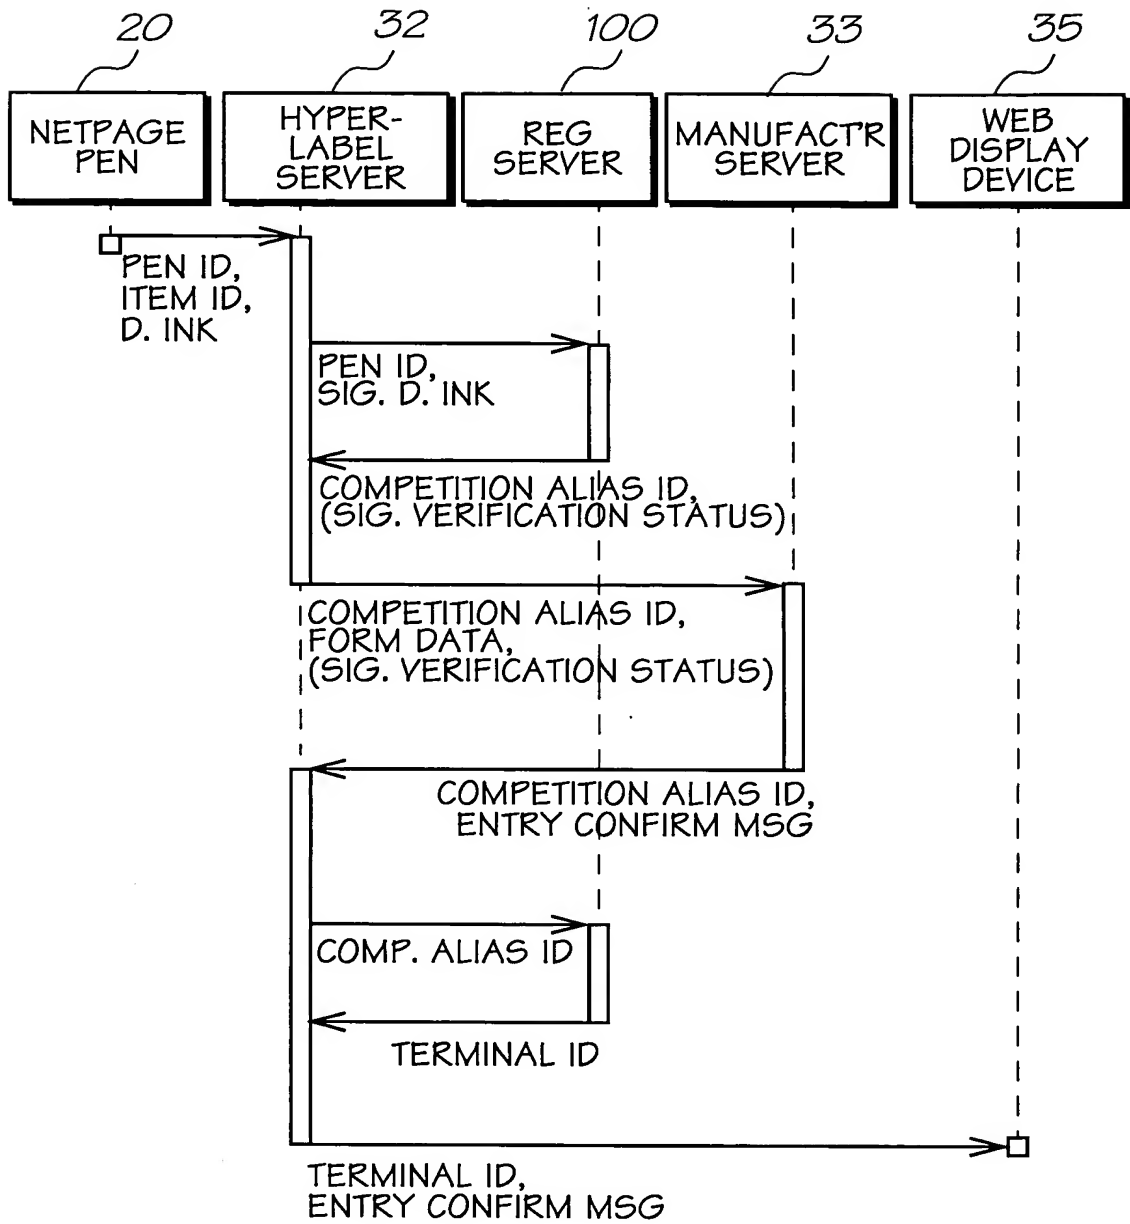 20
32
100
33
35
NETPAGE
PEN
HYPER-
LABEL
SERVER
REG
SERVER
MANUFACT'R
SERVER
WEB
DISPLAY
DEVICE
PEN ID,
ITEM ID,
D. INK
PEN ID,
SIG. D. INK
COMPETITION ALIAS ID,
(SIG. VERIFICATION STATUS)
COMPETITION ALIAS ID,
FORM DATA,
(SIG. VERIFICATION STATUS)
COMPETITION ALIAS ID,
ENTRY CONFIRM MSG
COMP. ALIAS ID
TERMINAL ID
TERMINAL ID,
ENTRY CONFIRM MSG